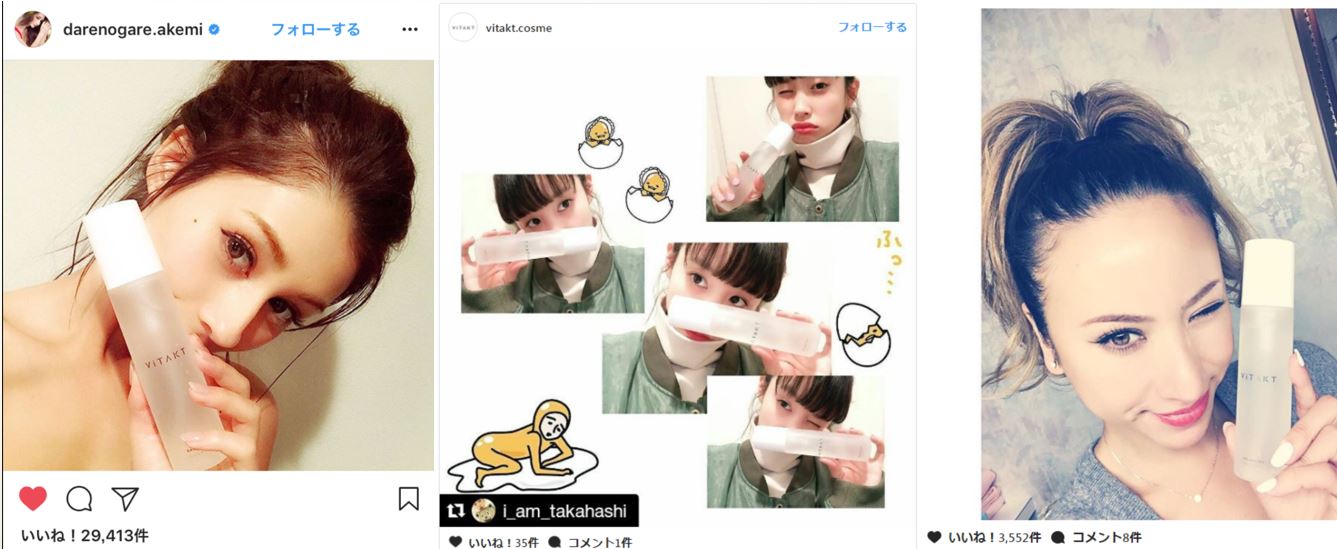 darenogare.akemi
フォローする
ViTAKT
いいね！29,413件
ViTAKT
vitakt.cosme
フォローする
ふっ…
ViTAKT
i_am_takahashi
いいね！35件 コメント1件
ViTAKT
いいね！3,552件 コメント8件